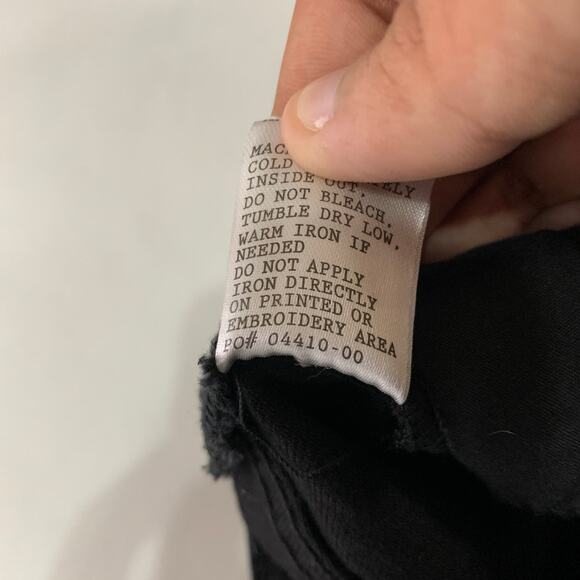 COLD
INSIDE OUT.
DO NOT BLEACH.
TUMBLE DRY LOW.
WARM IRON IF
NEEDED
DO NOT APPLY
IRON DIRECTLY
ON PRINTED OR
EMBROIDERY AREA
PO# 04410-00